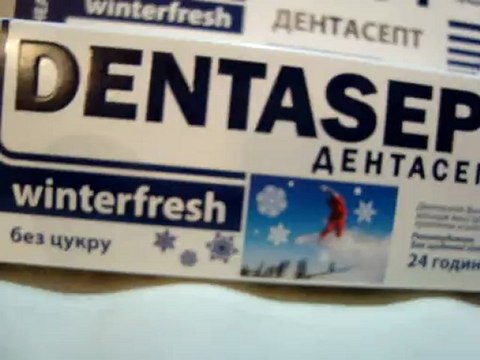 winterfresh
ДЕНТАСЕПТ
DENTASEP
ДЕНТАСЕП
winterfresh
без цукру
24 годин